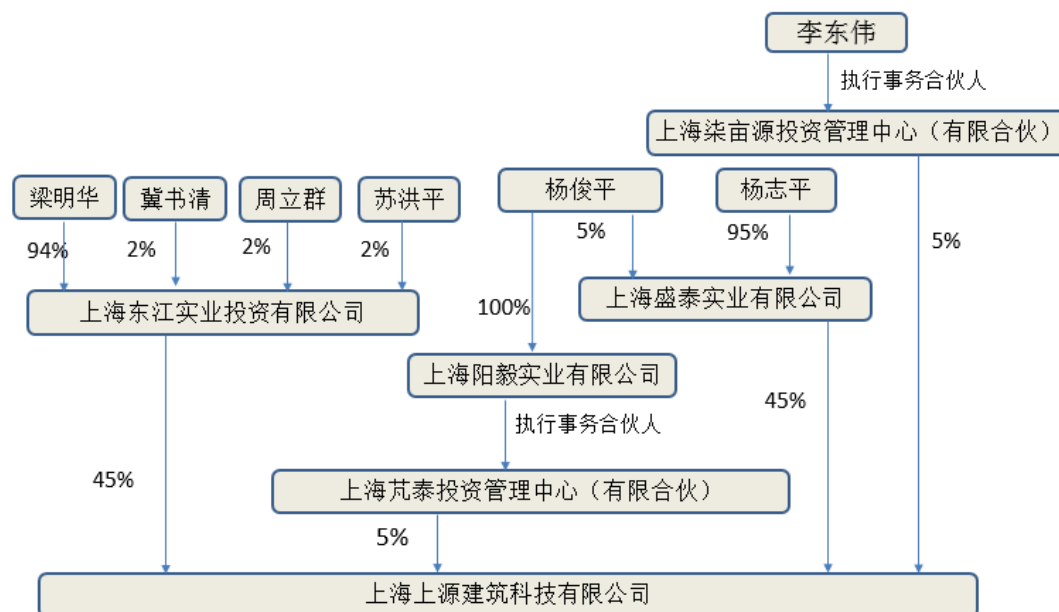 李东伟
执行事务合伙人
上海柒亩源投资管理中心（有限合伙）
梁明华
冀书清
周立群
苏洪平
杨俊平
杨志平
94%
2%
2%
2%
5%
95%
5%
上海东江实业投资有限公司
上海盛泰实业有限公司
100%
上海阳毅实业有限公司
45%
执行事务合伙人
45%
上海芃泰投资管理中心（有限合伙）
5%
上海上源建筑科技有限公司